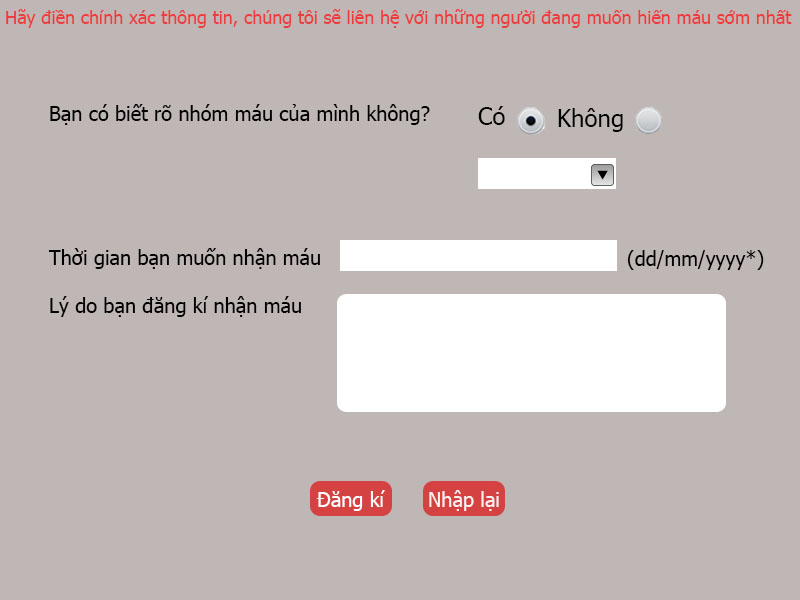 Hãy điền chính xác thông tin, chúng tôi sẽ liên hệ với những người đang muốn hiến máu sớm nhất
Bạn có biết rõ nhóm máu của mình không? Có Không
Thời gian bạn muốn nhận máu (dd/mm/yyyy*)
Lý do bạn đăng kí nhận máu
Đăng kí Nhập lại